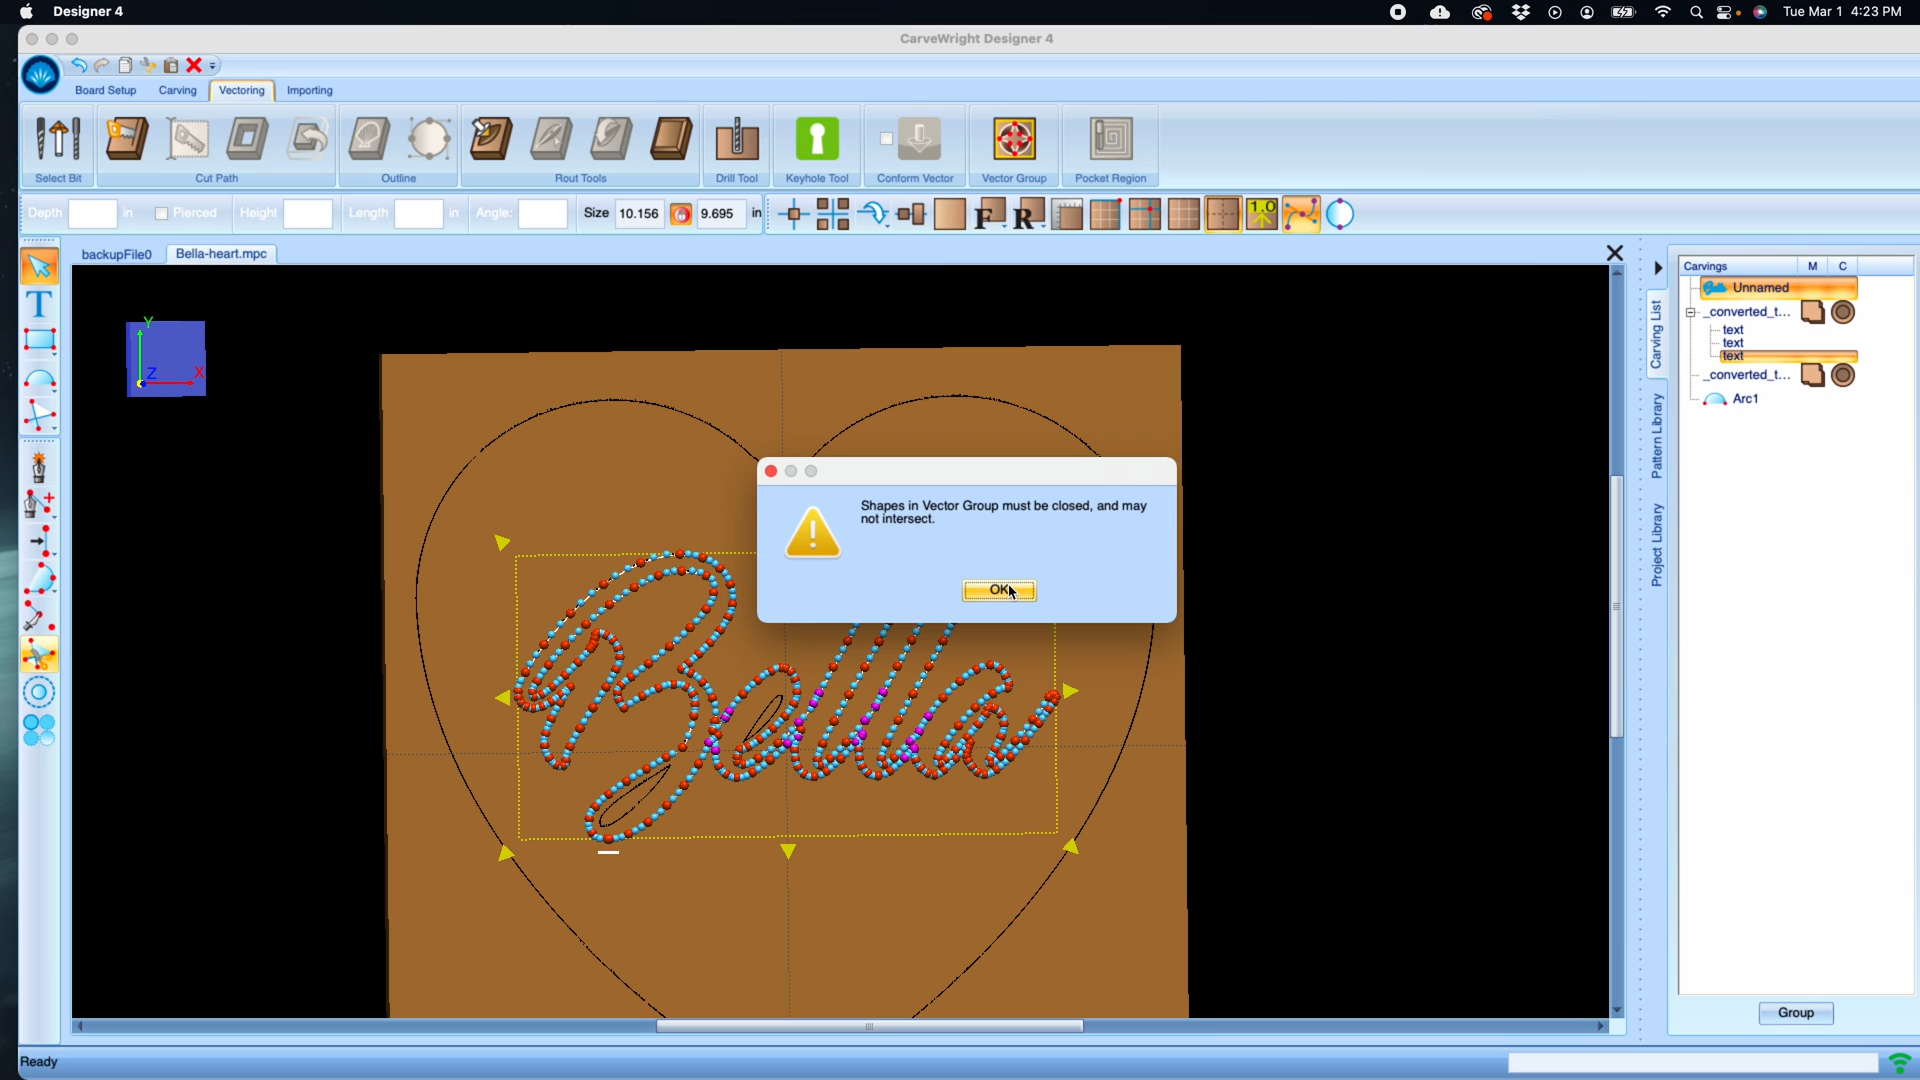 Designer 4
Tue Mar 1 4:23 PM
CarveWright Designer 4
Board Setup Carving Vectoring Importing
Select Bit Cut Path Outline Rout Tools Drill Tool Keyhole Tool Conform Vector Vector Group Pocket Region
Depth in Pierced Height Length in Angle: Size 10.156 9.695 in F R 1.0
backupFile0 Bella-heart.mpc
T
Y
Z X
Carvings M C
Unnamed
_converted_t...
text
text
text
_converted_t...
Arc1
Carving List
Pattern Library
Project Library
Shapes in Vector Group must be closed, and may
not intersect.
OK
Bella
Group
Ready